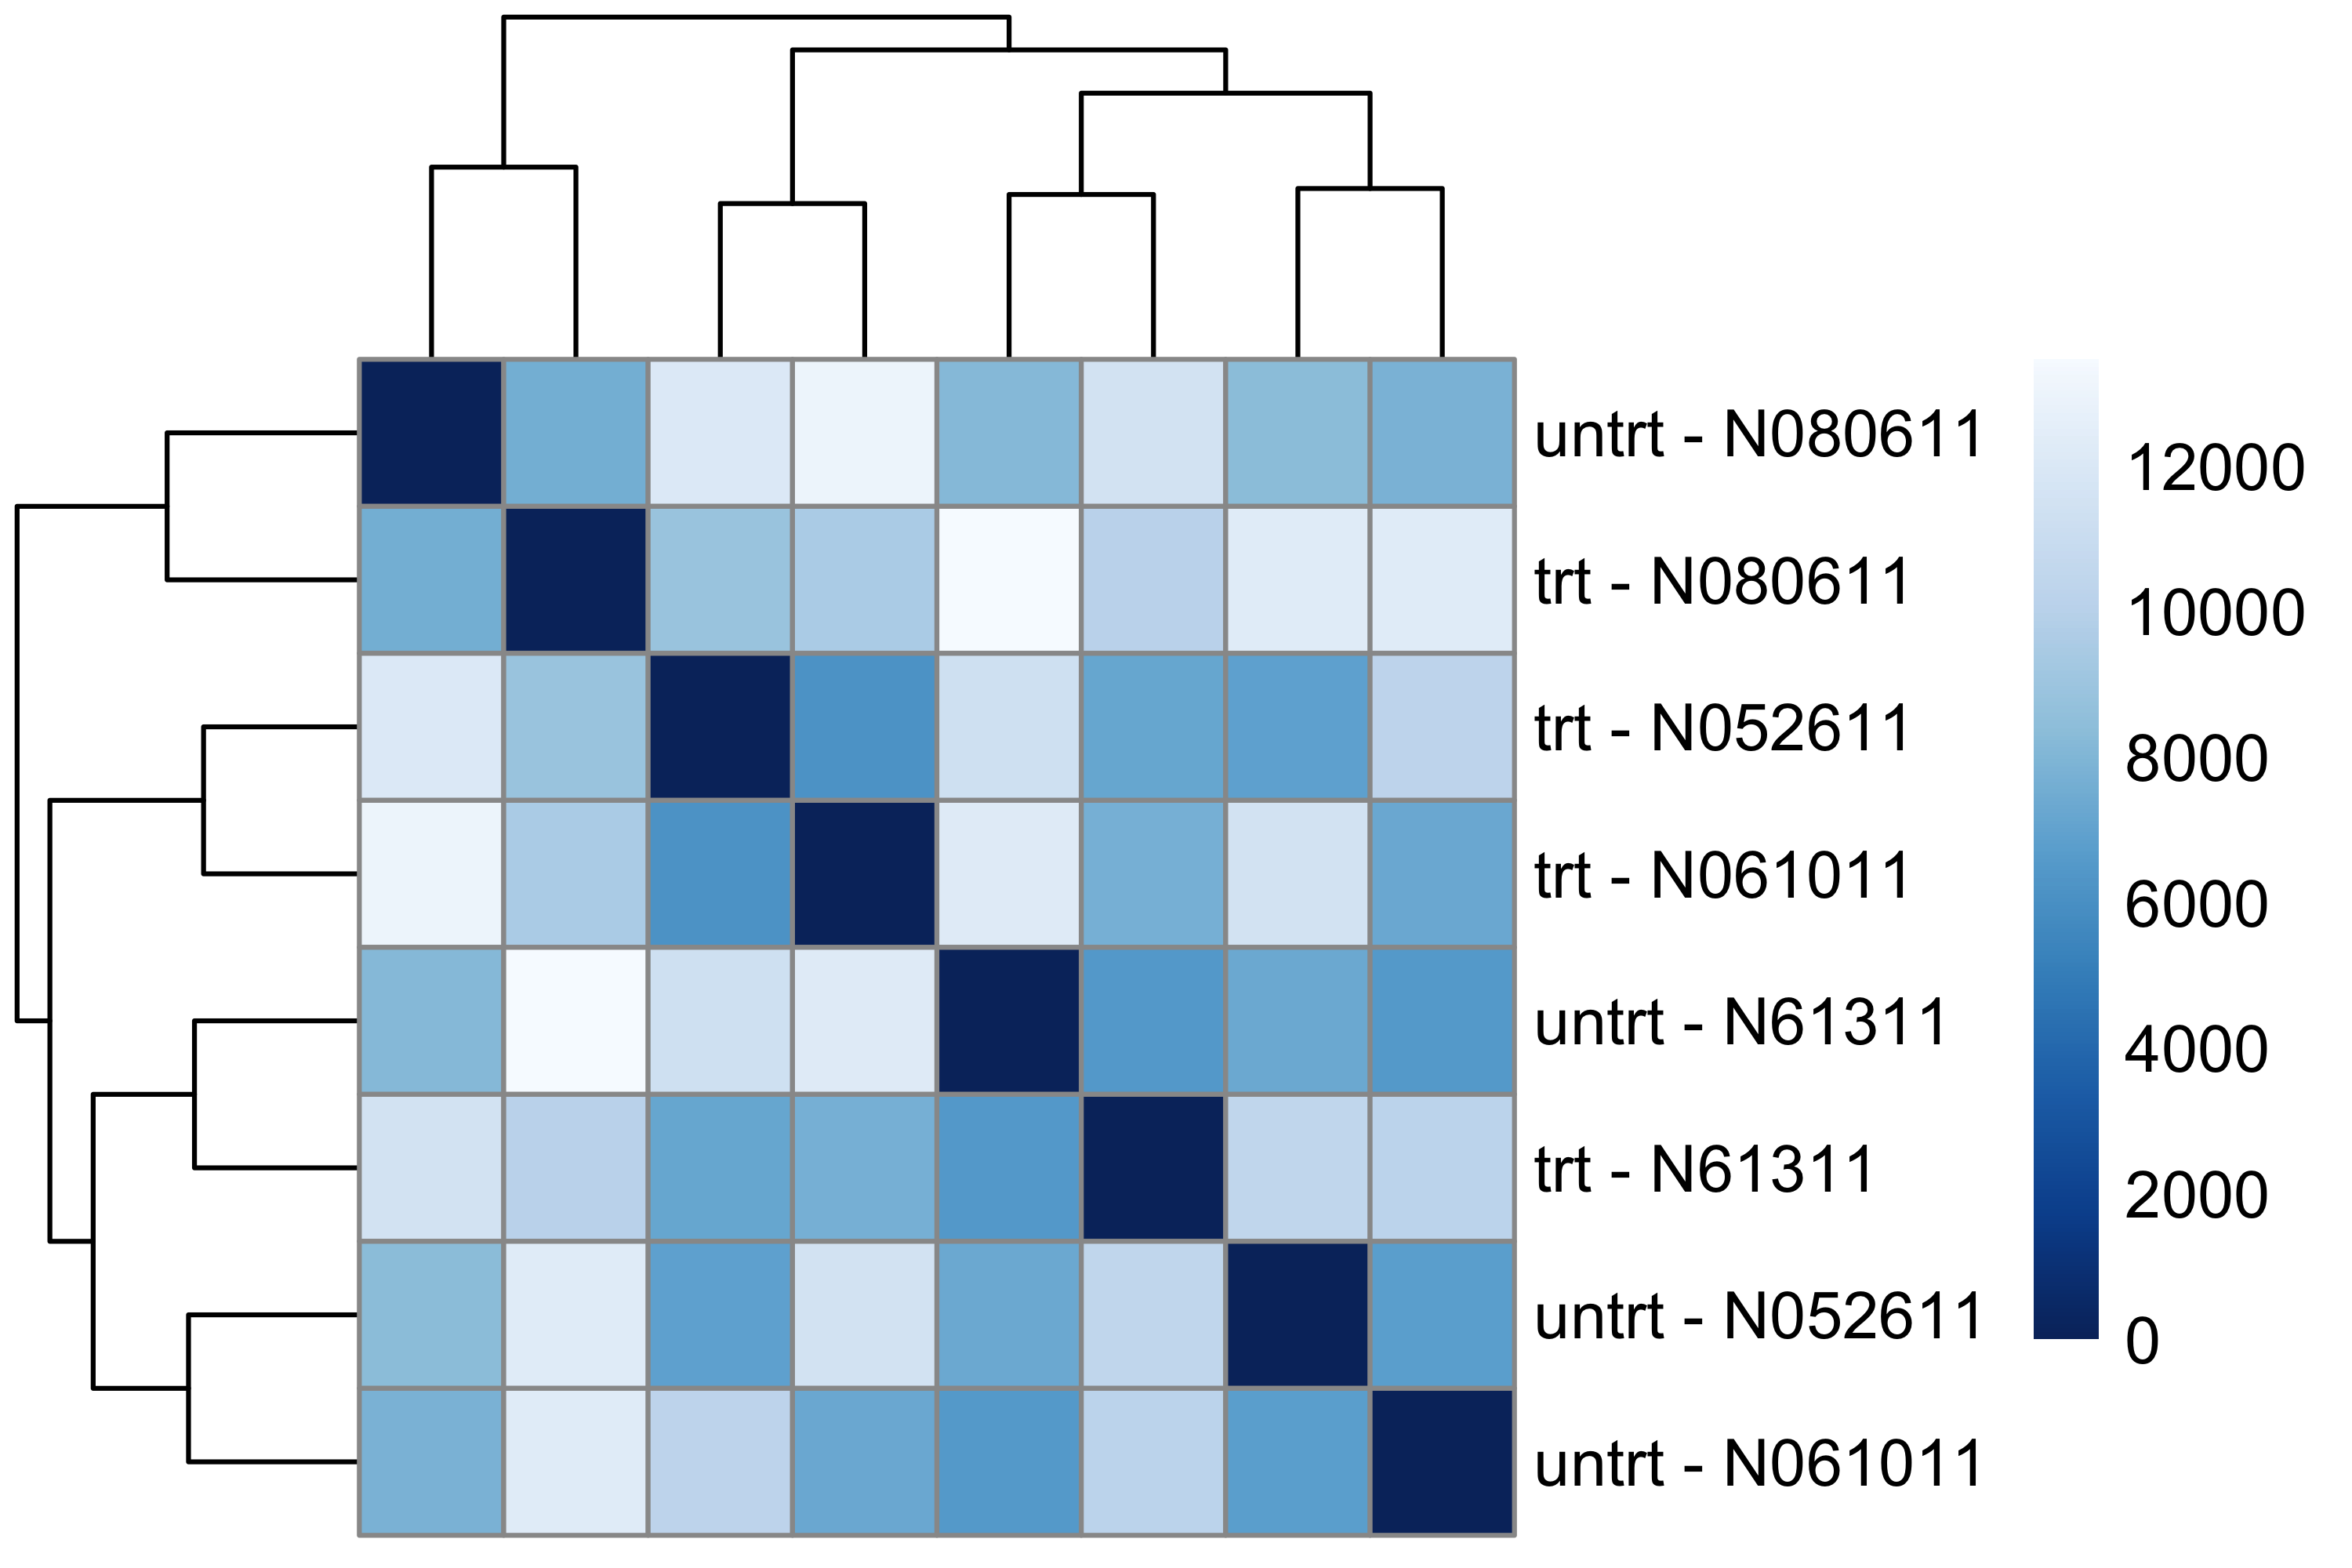 untrt - N080611
trt - N080611
trt - N052611
trt - N061011
untrt - N61311
trt - N61311
untrt - N052611
untrt - N061011
12000
10000
8000
6000
4000
2000
0